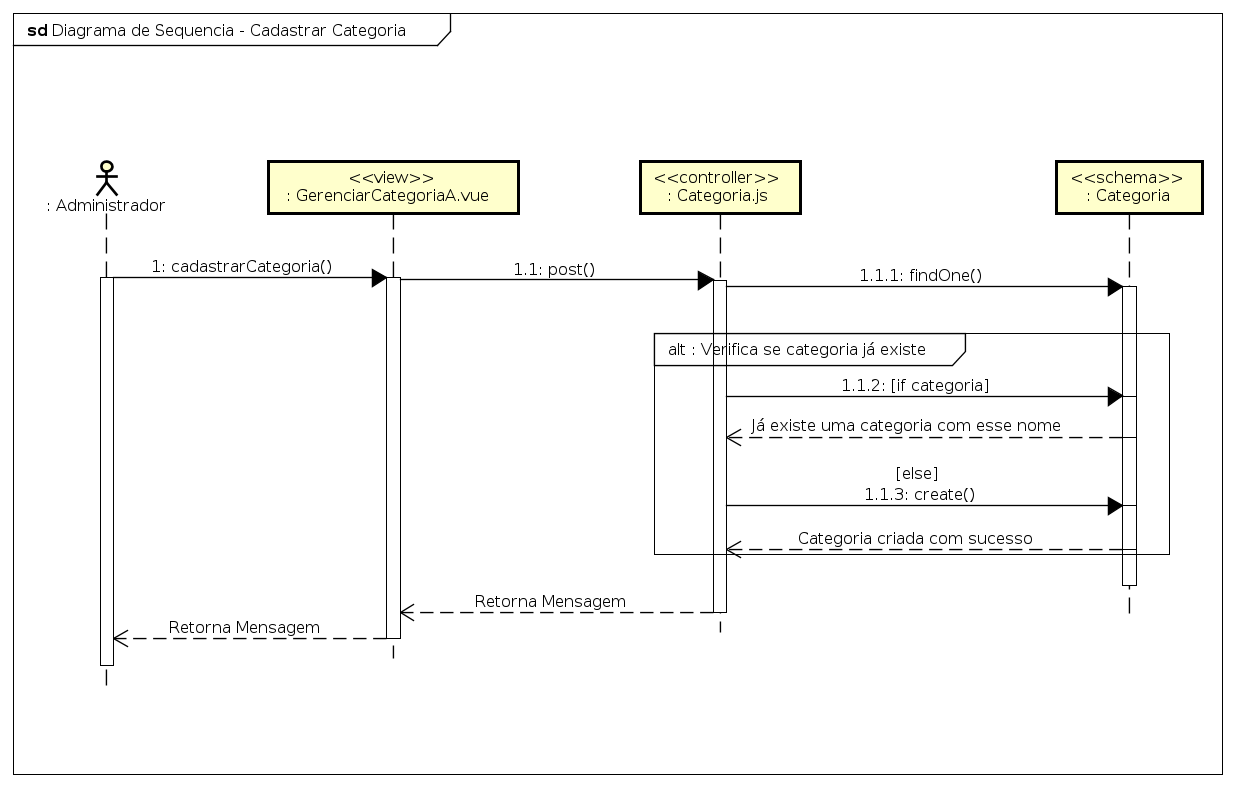 sd Diagrama de Sequencia - Cadastrar Categoria
: Administrador
<<view>>
: GerenciarCategoriaA.vue
<<controller>>
: Categoria.js
<<schema>>
: Categoria
1: cadastrarCategoria()
1.1: post()
1.1.1: findOne()
alt : Verifica se categoria já existe
1.1.2: [if categoria]
Já existe uma categoria com esse nome
[else]
1.1.3: create()
Categoria criada com sucesso
Retorna Mensagem
Retorna Mensagem